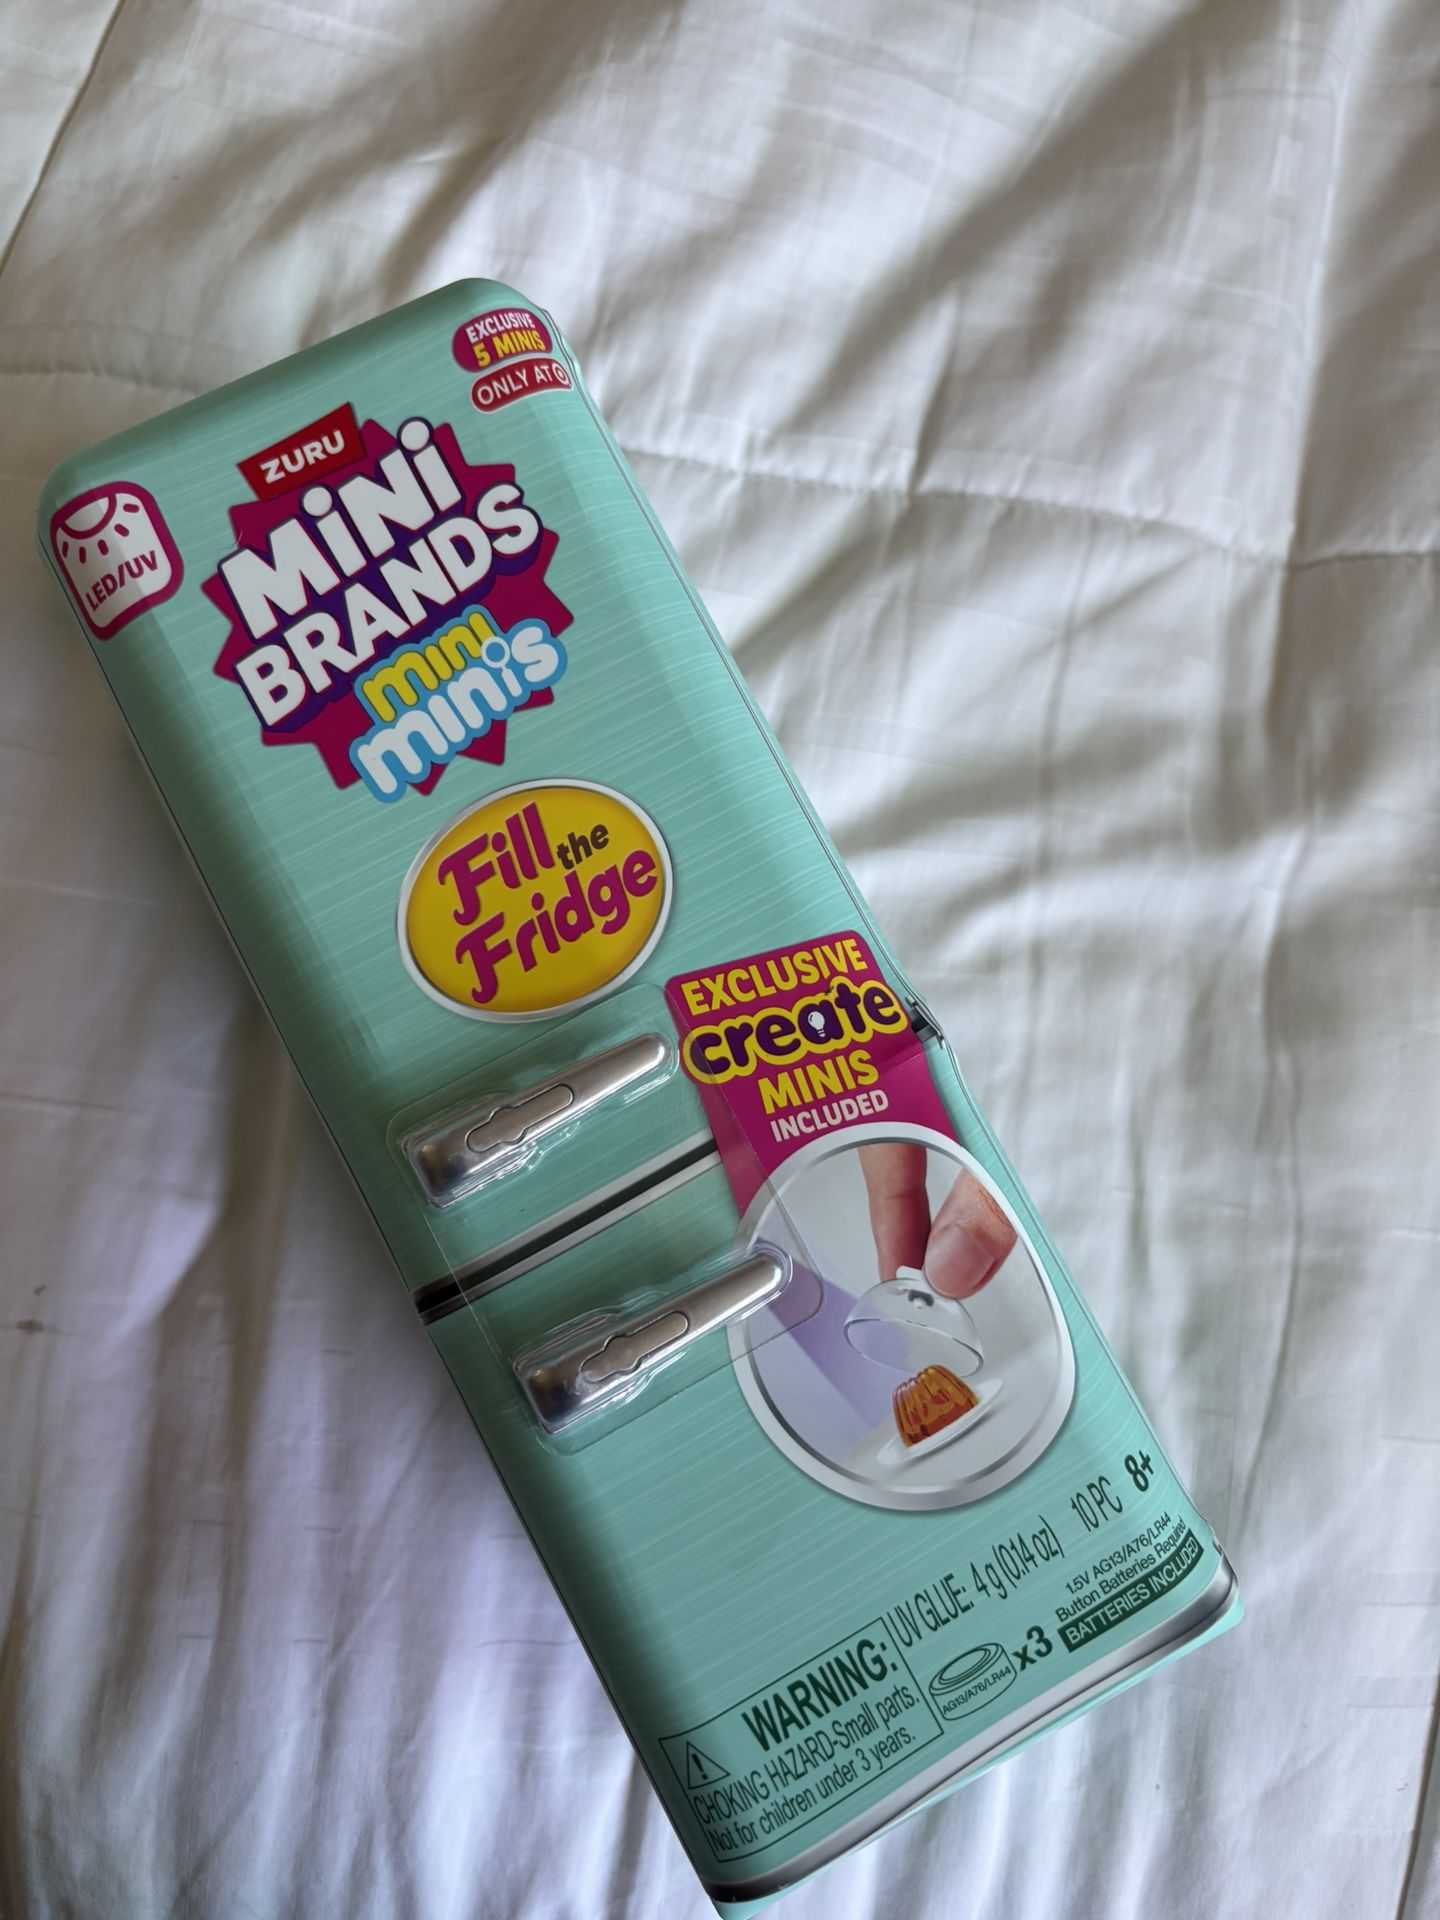 EXCLUSIVE
5 MINIS
ONLY AT
ZURU
MiNi
BRANDS
mini
minis
LED/UV
Fill the
Fridge
EXCLUSIVE
create
MINIS
INCLUDED
UV GLUE: 4 g (0.14 oz) 10 PC 8+
WARNING:
CHOKING HAZARD-Small parts.
Not for children under 3 years.
AG13/A76/LR44
x3
1.5V AG13/A76/LR44
Button Batteries Required
BATTERIES INCLUDED